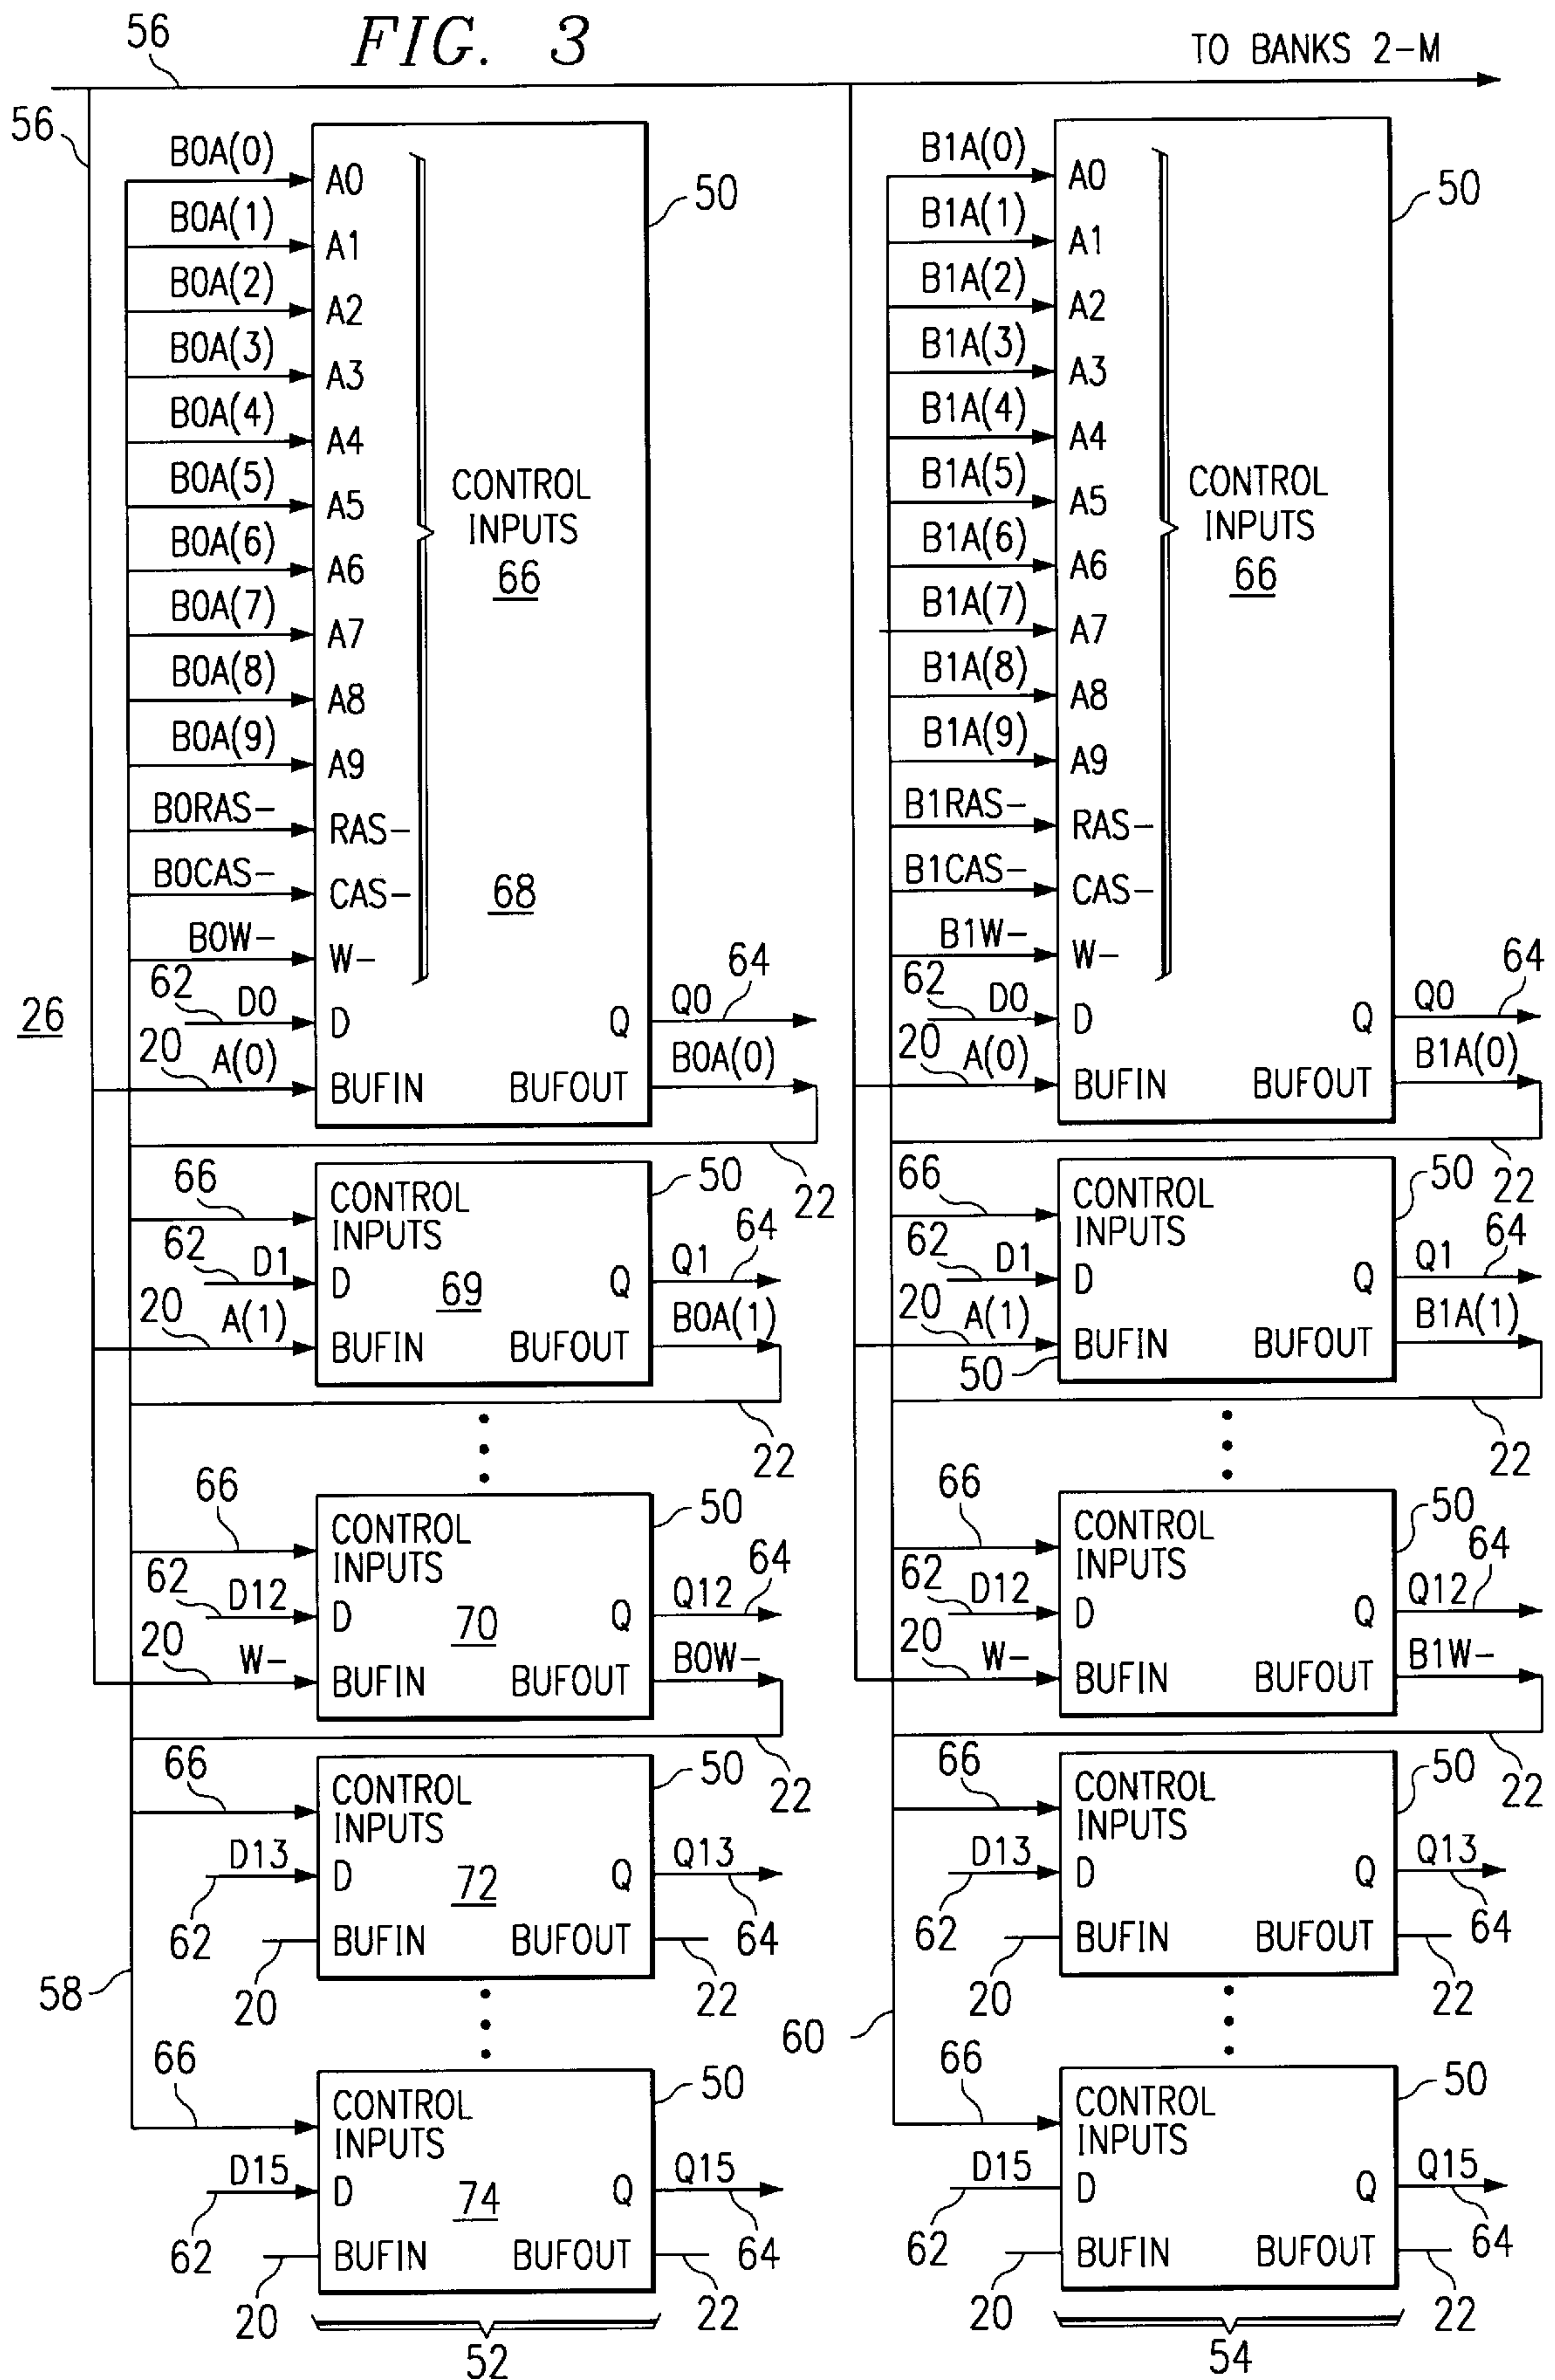 FIG. 3
56
TO BANKS 2-M
56
B0A(0)
A0
B0A(1)
A1
B0A(2)
A2
B0A(3)
A3
B0A(4)
A4
B0A(5)
A5
B0A(6)
A6
B0A(7)
A7
B0A(8)
A8
B0A(9)
A9
B0RAS-
RAS-
B0CAS-
CAS-
B0W-
W-
CONTROL
INPUTS
66
68
50
26
62
D0
D
Q
Q0
64
20
A(0)
BUFIN
BUFOUT
B0A(0)
22
66
CONTROL
INPUTS
50
62
D1
D
69
Q
Q1
64
20
A(1)
BUFIN
BUFOUT
B0A(1)
22
66
CONTROL
INPUTS
50
62
D12
D
70
Q
Q12
64
20
W-
BUFIN
BUFOUT
B0W-
22
66
CONTROL
INPUTS
50
D13
62
D
72
Q
Q13
64
20
BUFIN
BUFOUT
22
58
66
CONTROL
INPUTS
50
D15
62
D
74
Q
Q15
64
20
BUFIN
BUFOUT
22
52
B1A(0)
A0
B1A(1)
A1
B1A(2)
A2
B1A(3)
A3
B1A(4)
A4
B1A(5)
A5
B1A(6)
A6
B1A(7)
A7
B1A(8)
A8
B1A(9)
A9
B1RAS-
RAS-
B1CAS-
CAS-
B1W-
W-
CONTROL
INPUTS
66
50
62
D0
D
Q
Q0
64
20
A(0)
BUFIN
BUFOUT
B1A(0)
22
66
CONTROL
INPUTS
50
62
D1
D
Q
Q1
64
20
A(1)
50
BUFIN
BUFOUT
B1A(1)
22
66
CONTROL
INPUTS
50
62
D12
D
Q
Q12
64
20
W-
BUFIN
BUFOUT
B1W-
22
66
CONTROL
INPUTS
50
D13
62
D
Q
Q13
64
20
BUFIN
BUFOUT
22
60
66
CONTROL
INPUTS
50
D15
62
D
Q
Q15
64
20
BUFIN
BUFOUT
22
54